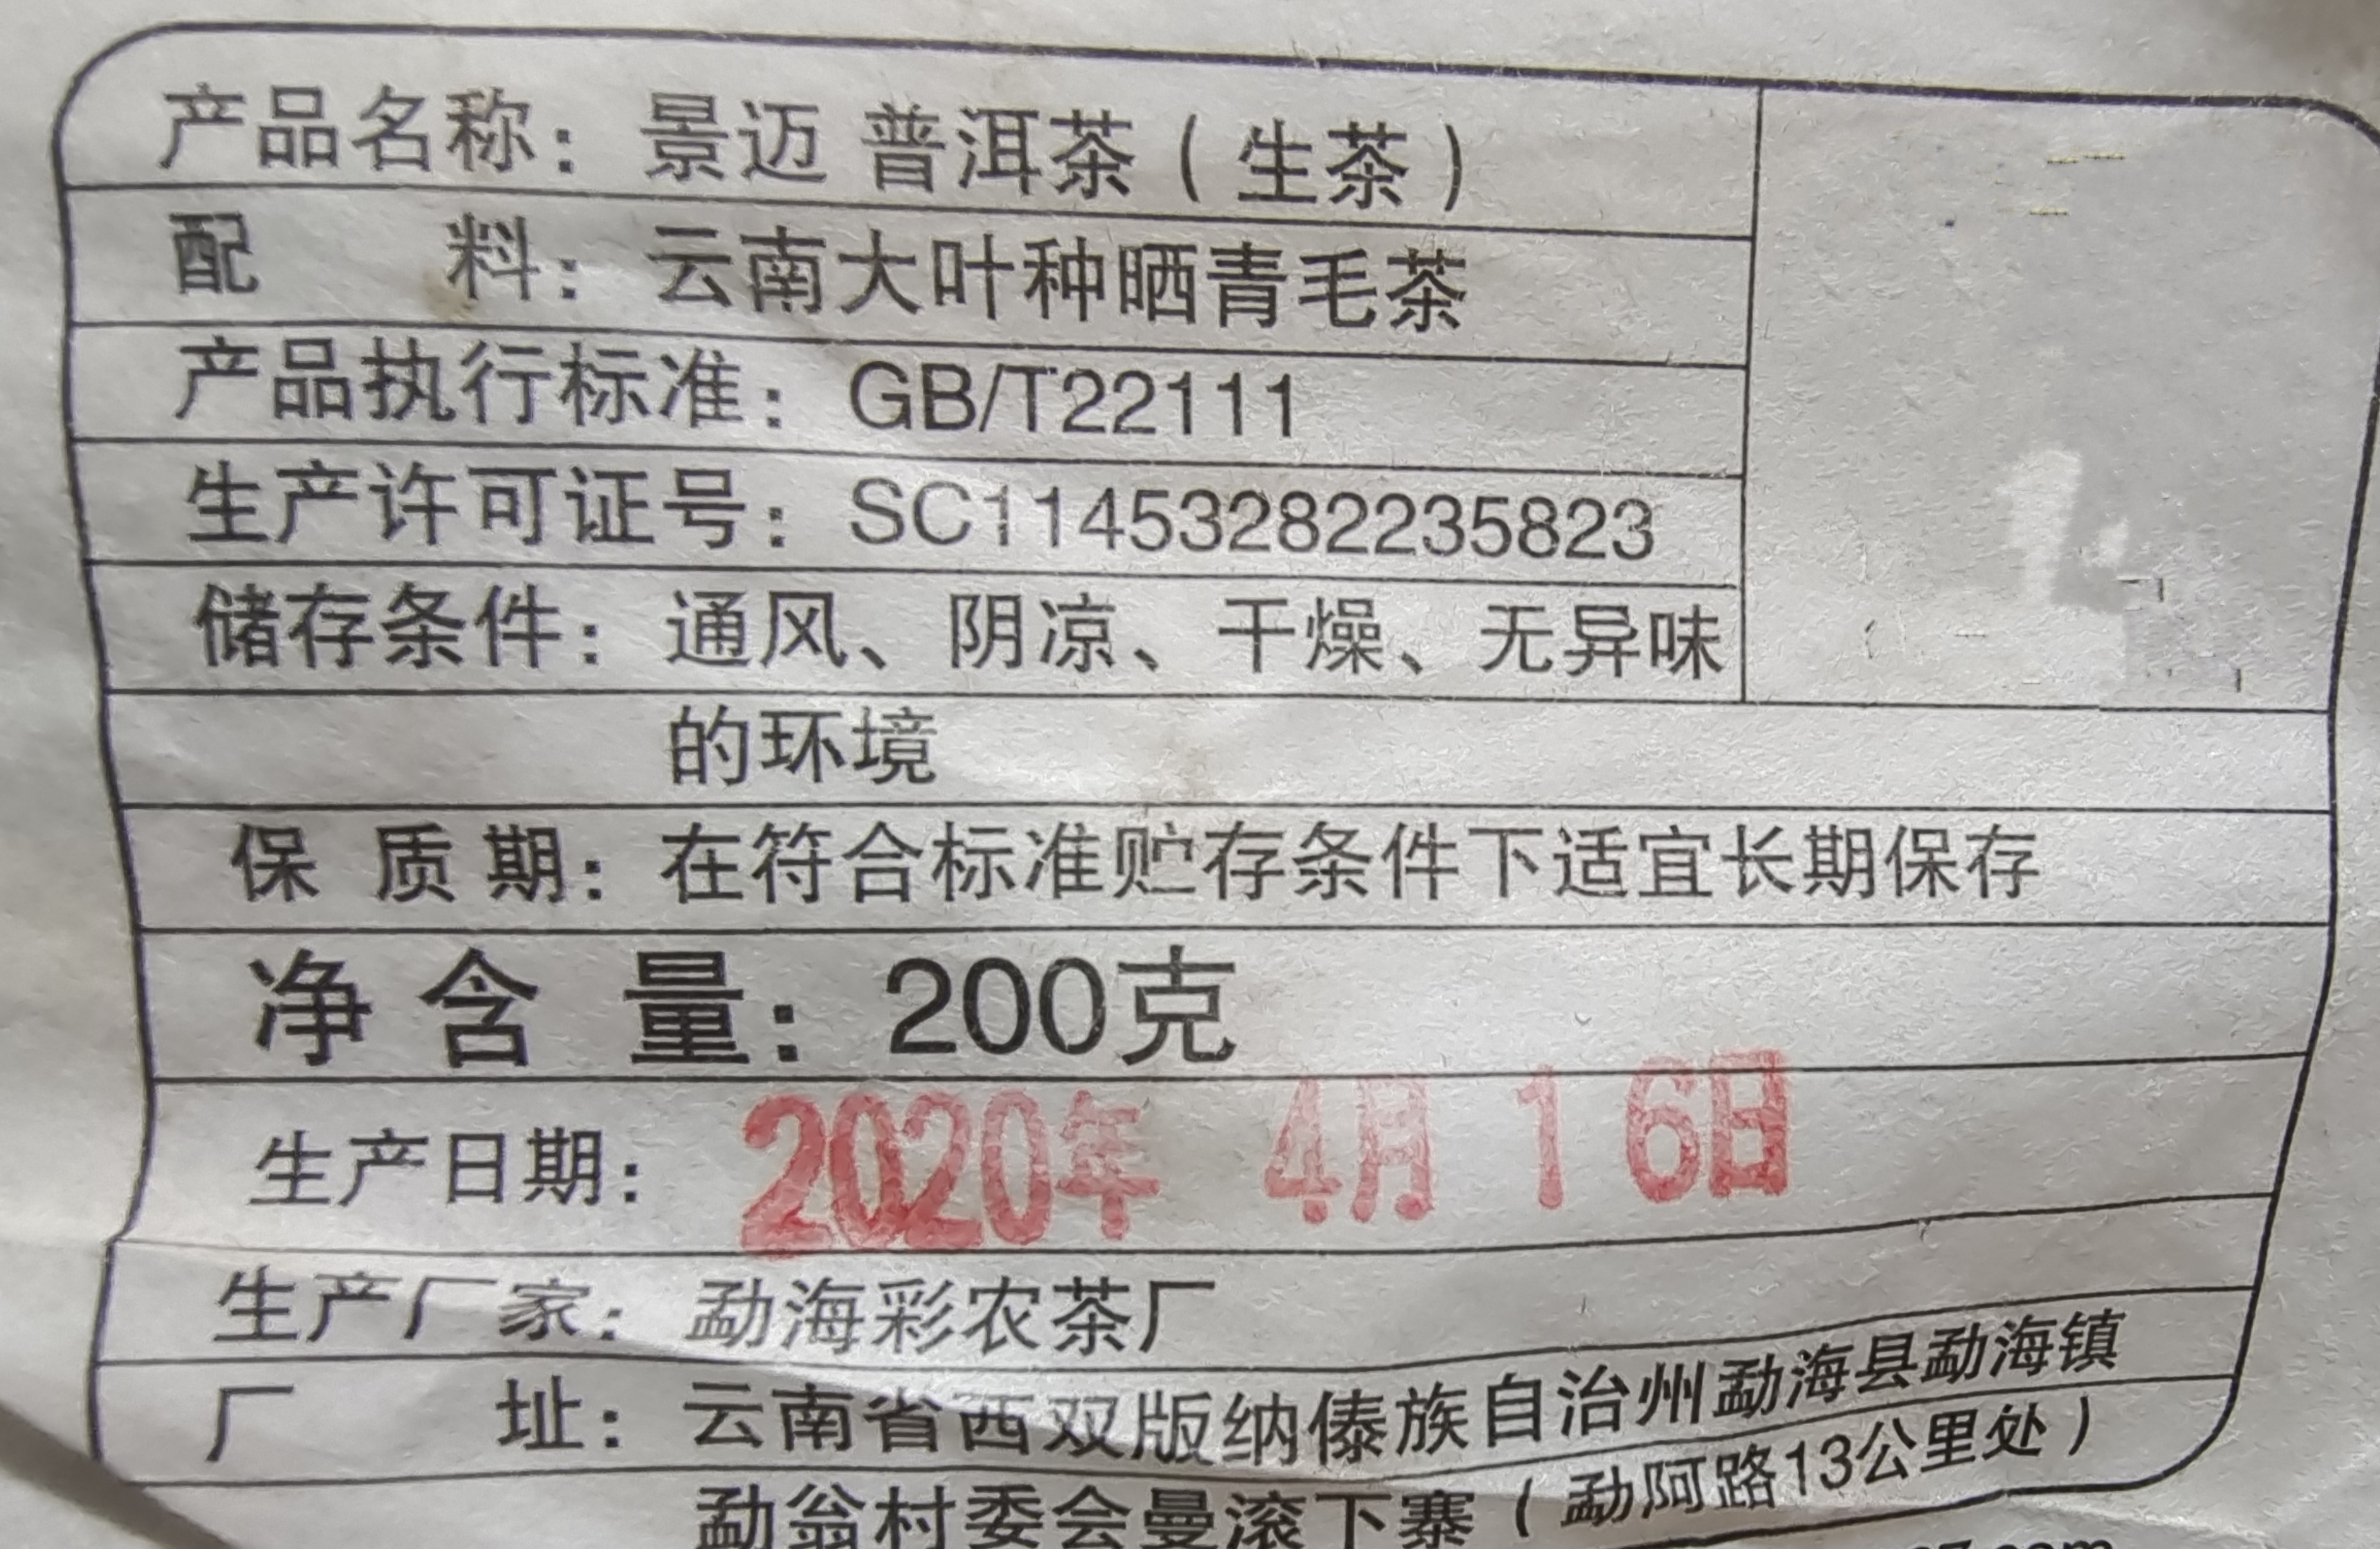 产品名称：景迈 普洱茶（生茶）
配 料：云南大叶种晒青毛茶
产品执行标准：GB/T22111
生产许可证号：SC11453282235823
储存条件：通风、阴凉、干燥、无异味
的环境
保 质 期：在符合标准贮存条件下适宜长期保存
净 含 量：200克
生产日期：2020年 4月 16日
生产厂家：勐海彩农茶厂
厂 址：云南省西双版纳傣族自治州勐海县勐海镇
勐翁村委会曼滚下寨（勐阿路13公里处）